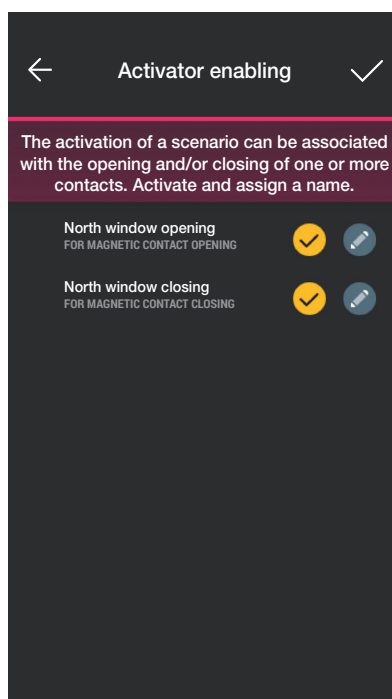 Activator enabling
The activation of a scenario can be associated
with the opening and/or closing of one or more
contacts. Activate and assign a name.
North window opening
FOR MAGNETIC CONTACT OPENING
North window closing
FOR MAGNETIC CONTACT CLOSING